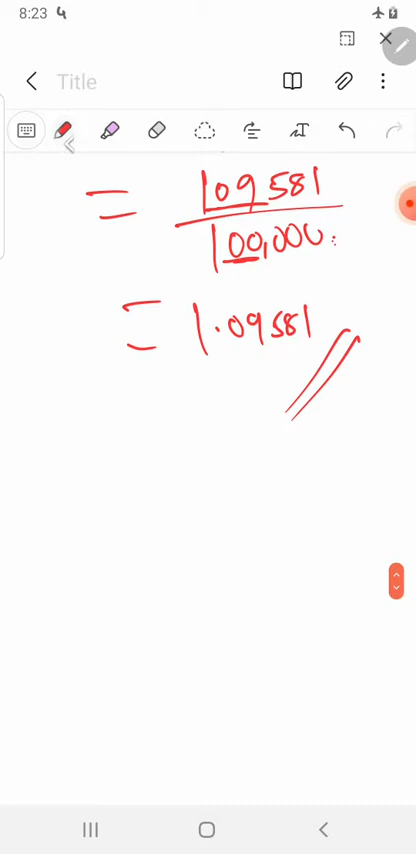 8:23
Title
= 109581
100,000
= 1.09581